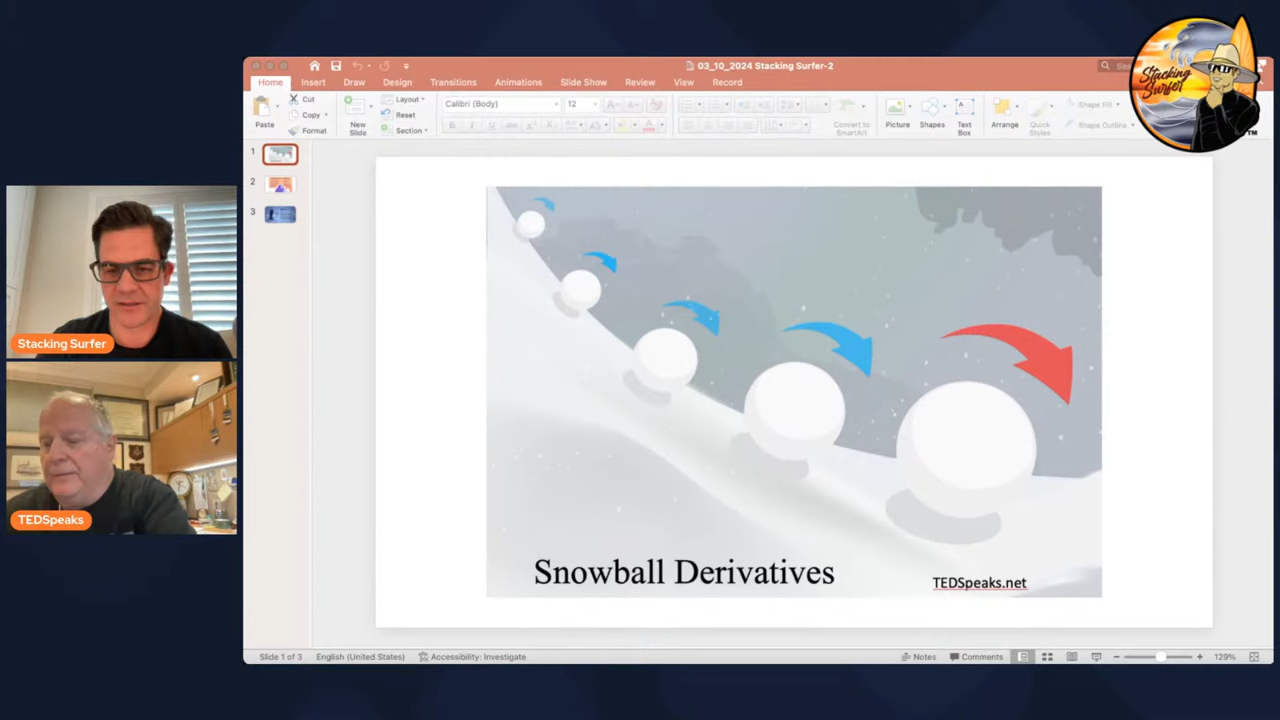 03_10_2024 Stacking Surfer-2
Home Insert Draw Design Transitions Animations Slide Show Review View Record
Paste
Cut
Copy
Format
New Slide
Layout
Reset
Section
Calibri (Body) 12
Convert to SmartArt
Picture
Shapes
Text Box
Arrange
Quick Styles
Shape Fill
Shape Outline
Stacking Surfer
TM
1
2
3
Stacking Surfer
TEDSpeaks
Snowball Derivatives
TEDSpeaks.net
Slide 1 of 3 English (United States) Accessibility: Investigate Notes Comments 129%